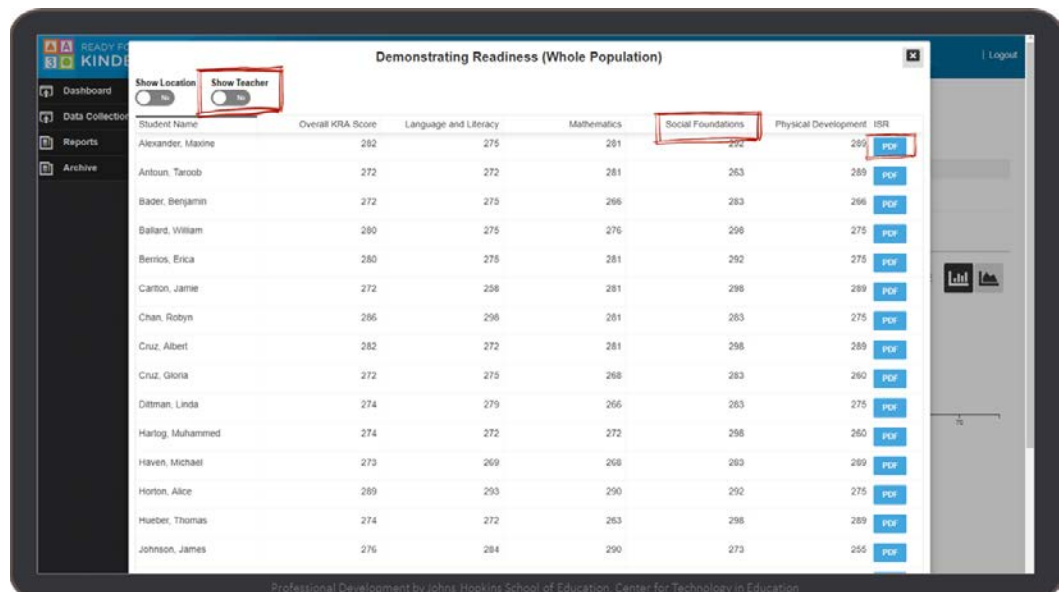 READY FO
KINDE
| Logout
Dashboard
Data Collection
Reports
Archive
Demonstrating Readiness (Whole Population)
Show Location Show Teacher
No No
Student Name Overall KRA Score Language and Literacy Mathematics Social Foundations Physical Development ISR
Alexander, Maxine 282 275 281 292 289 PDF
Antoun, Taroob 272 272 281 263 289 PDF
Bader, Benjamin 272 275 266 283 266 PDF
Ballard, William 280 275 276 298 275 PDF
Berrios, Erica 280 275 281 292 275 PDF
Carlton, Jamie 272 258 281 298 289 PDF
Chan, Robyn 286 298 281 283 275 PDF
Cruz, Albert 282 272 281 298 289 PDF
Cruz, Gloria 272 275 268 283 260 PDF
Dittman, Linda 274 279 266 283 275 PDF
Hartog, Muhammed 274 272 272 298 260 PDF
Haven, Michael 273 269 268 283 289 PDF
Horton, Alice 289 293 290 292 275 PDF
Hueber, Thomas 274 272 263 298 289 PDF
Johnson, James 276 284 290 273 255 PDF
Professional Development by Johns Hopkins School of Education, Center for Technology in Education